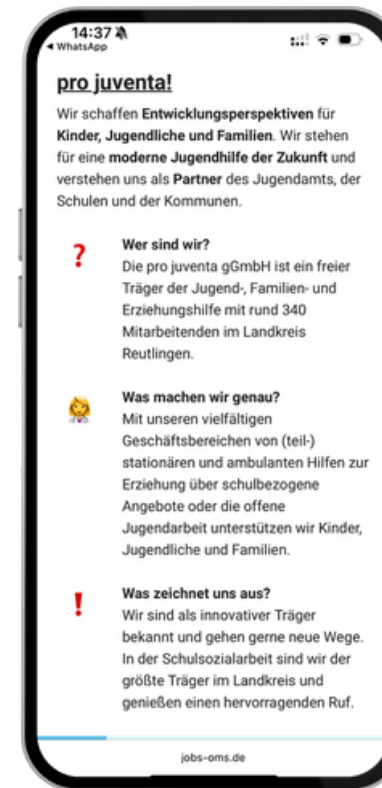 14:37
WhatsApp
pro juventa!
Wir schaffen Entwicklungsperspektiven für
Kinder, Jugendliche und Familien. Wir stehen
für eine moderne Jugendhilfe der Zukunft und
verstehen uns als Partner des Jugendamts, der
Schulen und der Kommunen.
Wer sind wir?
Die pro juventa gGmbH ist ein freier
Träger der Jugend-, Familien- und
Erziehungshilfe mit rund 340
Mitarbeitenden im Landkreis
Reutlingen.
Was machen wir genau?
Mit unseren vielfältigen
Geschäftsbereichen von (teil-)
stationären und ambulanten Hilfen zur
Erziehung über schulbezogene
Angebote oder die offene
Jugendarbeit unterstützen wir Kinder,
Jugendliche und Familien.
Was zeichnet uns aus?
Wir sind als innovativer Träger
bekannt und gehen gerne neue Wege.
In der Schulsozialarbeit sind wir der
größte Träger im Landkreis und
genießen einen hervorragenden Ruf.
jobs-oms.de